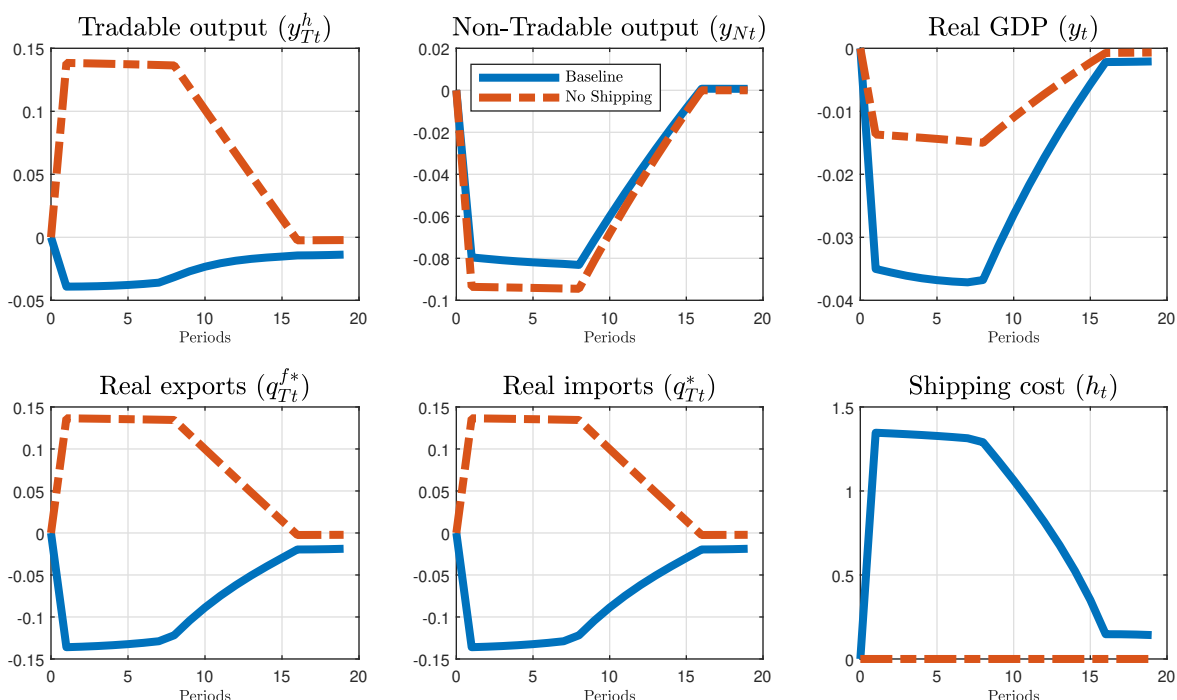 Tradable output (y^h_{Tt})
0.15
0.1
0.05
0
-0.05
0 5 10 15 20
Periods
Non-Tradable output (y_{Nt})
0.02
0
-0.02
-0.04
-0.06
-0.08
-0.1
Baseline
No Shipping
0 5 10 15 20
Periods
Real GDP (y_t)
0
-0.01
-0.02
-0.03
-0.04
0 5 10 15 20
Periods
Real exports (q^{f*}_{Tt})
0.15
0.1
0.05
0
-0.05
-0.1
-0.15
0 5 10 15 20
Periods
Real imports (q^*_{Tt})
0.15
0.1
0.05
0
-0.05
-0.1
-0.15
0 5 10 15 20
Periods
Shipping cost (h_t)
1.5
1
0.5
0
0 5 10 15 20
Periods